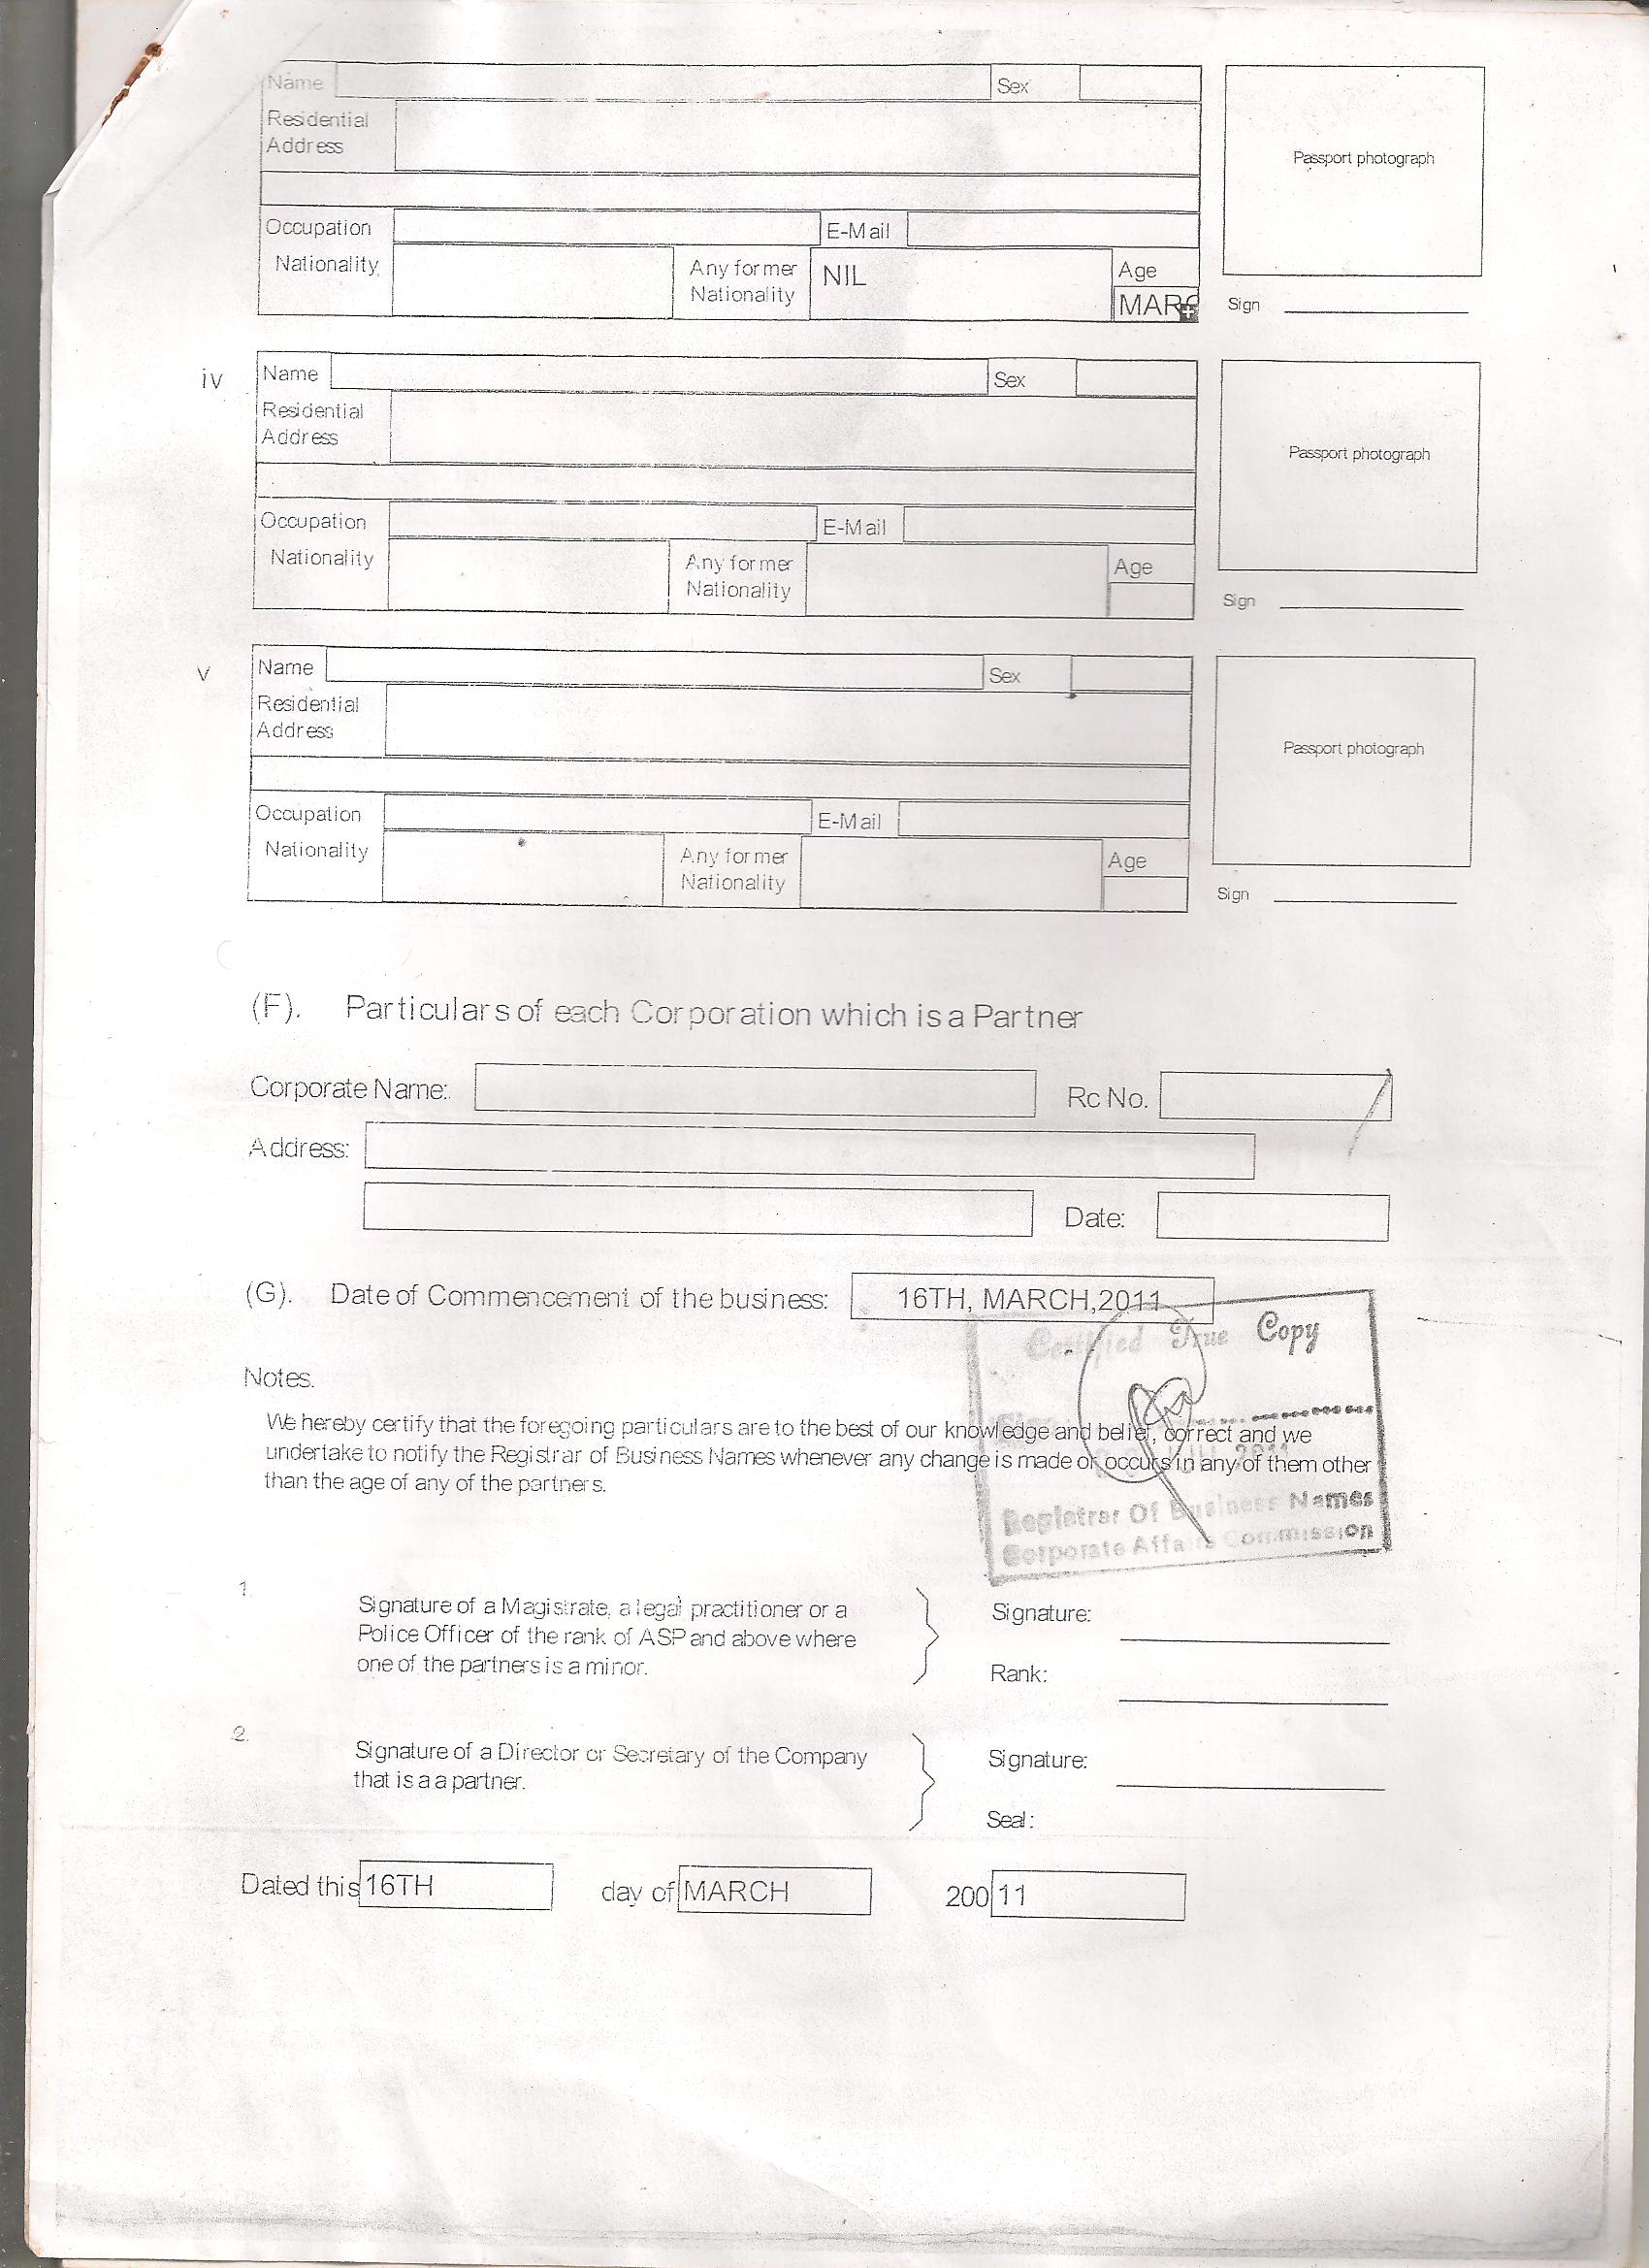 Name Sex
Residential
Address
Passport photograph
Occupation E-Mail
Nationality Any former NIL Age
Nationality MAR
Sign
iv Name Sex
Residential
Address
Passport photograph
Occupation E-Mail
Nationality Any former Age
Nationality
Sign
v Name Sex
Residential
Address
Passport photograph
Occupation E-Mail
Nationality Any former Age
Nationality
Sign
(F). Particulars of each Corporation which is a Partner
Corporate Name: Rc No.
Address:
Date:
(G). Date of Commencement of the business: 16TH, MARCH,2011
Certified True Copy
Notes.
We hereby certify that the foregoing particulars are to the best of our knowledge and belief, correct and we
undertake to notify the Registrar of Business Names whenever any change is made or occurs in any of them other
than the age of any of the partners.
Registrar Of Business Names
Corporate Affairs Commission
1.
Signature of a Magistrate, a legal practitioner or a Signature:
Police Officer of the rank of ASP and above where
one of the partners is a minor. Rank:
2.
Signature of a Director or Secretary of the Company Signature:
that is a a partner.
Seal:
Dated this 16TH day of MARCH 200 11